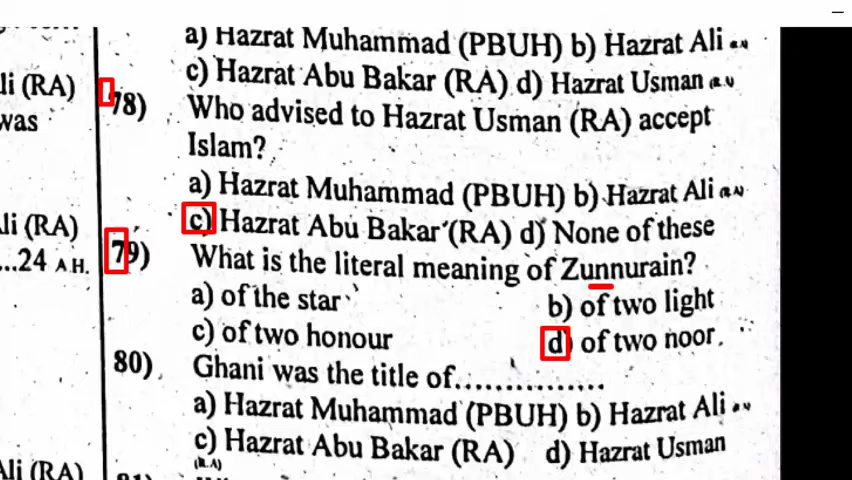 a) Hazrat Muhammad (PBUH) b) Hazrat Ali
li (RA) c) Hazrat Abu Bakar (RA) d) Hazrat Usman
was 78) Who advised to Hazrat Usman (RA) accept
Islam?
a) Hazrat Muhammad (PBUH) b) Hazrat Ali
li (RA) c) Hazrat Abu Bakar (RA) d) None of these
...24 A.H. 79) What is the literal meaning of Zunnurain?
a) of the star b) of two light
c) of two honour d) of two noor.
80) Ghani was the title of...............
a) Hazrat Muhammad (PBUH) b) Hazrat Ali
Ali (RA) c) Hazrat Abu Bakar (RA) d) Hazrat Usman
(R.A)